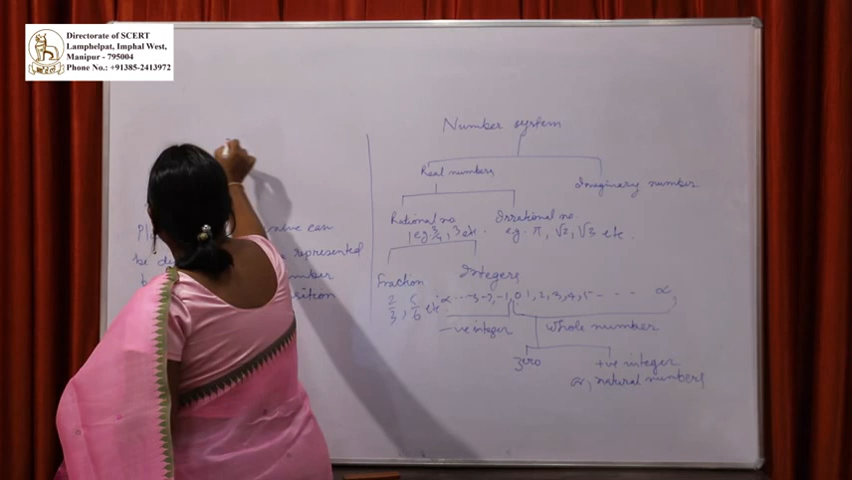 Directorate of SCERT
Lamphelpat, Imphal West,
Manipur - 795004
Phone No.: +91385-2413972
Number system
Real numbers
Imaginary number
Rational no.
Irrational no.
eg. 3/4, 3 etc.
eg. π, √2, √3 etc.
can
be represented
number
Fraction
Integers
2/3, 5/6 etc
∝ ... -3, -2, -1, 0, 1, 2, 3, 4, 5 - - - - ∝,
-ve integer
whole number
zero
+ve integer
or, natural numbers